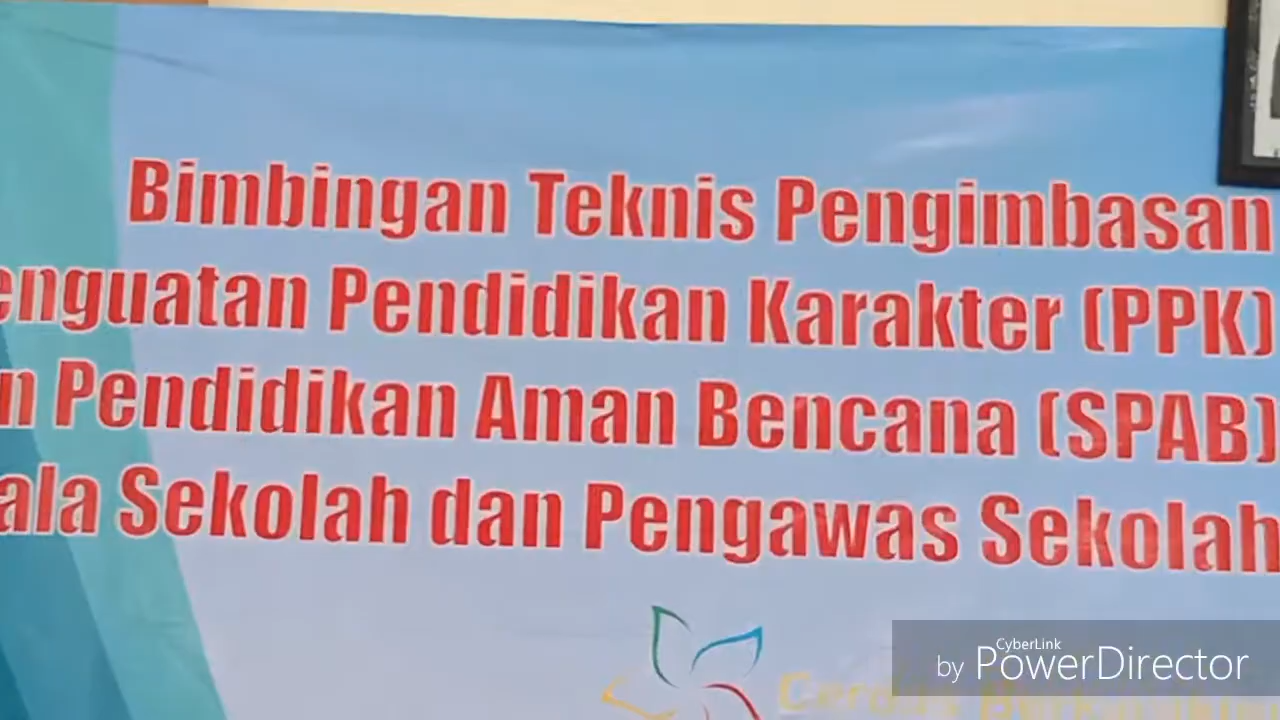 Bimbingan Teknis Pengimbasan
enguatan Pendidikan Karakter (PPK)
n Pendidikan Aman Bencana (SPAB)
ala Sekolah dan Pengawas Sekolah
Cerdas
CyberLink
by PowerDirector